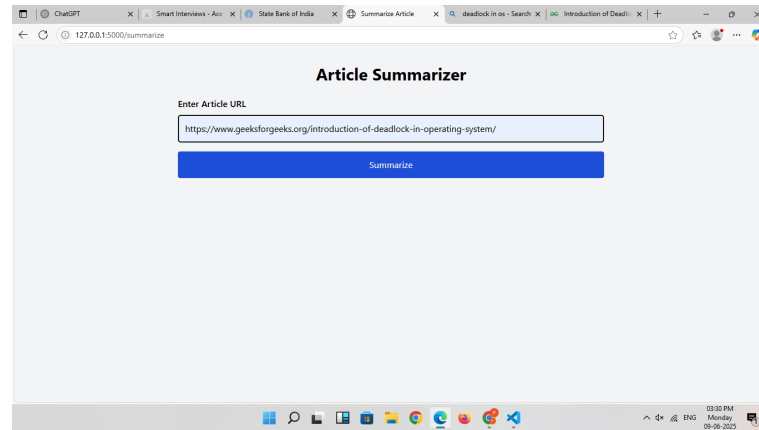 ChatGPT
Smart Interviews - Ace
State Bank of India
Summarize Article
deadlock in os - Search
Introduction of Deadlo
127.0.0.1:5000/summarize
Article Summarizer
Enter Article URL
https://www.geeksforgeeks.org/introduction-of-deadlock-in-operating-system/
Summarize
ENG
03:30 PM
Monday
09-06-2025